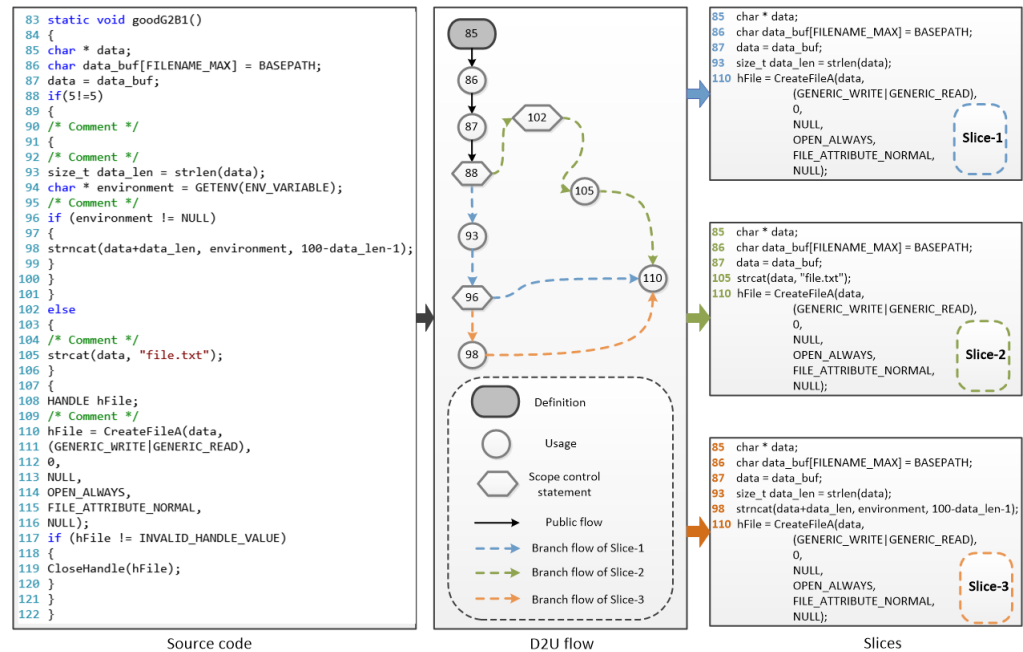 83 static void goodG2B1()
84 {
85 char * data;
86 char data_buf[FILENAME_MAX] = BASEPATH;
87 data = data_buf;
88 if(5!=5)
89 {
90 /* Comment */
91 {
92 /* Comment */
93 size_t data_len = strlen(data);
94 char * environment = GETENV(ENV_VARIABLE);
95 /* Comment */
96 if (environment != NULL)
97 {
98 strncat(data+data_len, environment, 100-data_len-1);
99 }
100 }
101 }
102 else
103 {
104 /* Comment */
105 strcat(data, "file.txt");
106 }
107 {
108 HANDLE hFile;
109 /* Comment */
110 hFile = CreateFileA(data,
111 (GENERIC_WRITE|GENERIC_READ),
112 0,
113 NULL,
114 OPEN_ALWAYS,
115 FILE_ATTRIBUTE_NORMAL,
116 NULL);
117 if (hFile != INVALID_HANDLE_VALUE)
118 {
119 CloseHandle(hFile);
120 }
121 }
122 }
Source code
85
86
87
102
88
105
93
110
96
98
Definition
Usage
Scope control
statement
Public flow
Branch flow of Slice-1
Branch flow of Slice-2
Branch flow of Slice-3
D2U flow
85 char * data;
86 char data_buf[FILENAME_MAX] = BASEPATH;
87 data = data_buf;
93 size_t data_len = strlen(data);
110 hFile = CreateFileA(data,
(GENERIC_WRITE|GENERIC_READ),
0,
NULL,
OPEN_ALWAYS,
FILE_ATTRIBUTE_NORMAL,
NULL);
Slice-1
85 char * data;
86 char data_buf[FILENAME_MAX] = BASEPATH;
87 data = data_buf;
105 strcat(data, "file.txt");
110 hFile = CreateFileA(data,
(GENERIC_WRITE|GENERIC_READ),
0,
NULL,
OPEN_ALWAYS,
FILE_ATTRIBUTE_NORMAL,
NULL);
Slice-2
85 char * data;
86 char data_buf[FILENAME_MAX] = BASEPATH;
87 data = data_buf;
93 size_t data_len = strlen(data);
98 strncat(data+data_len, environment, 100-data_len-1);
110 hFile = CreateFileA(data,
(GENERIC_WRITE|GENERIC_READ),
0,
NULL,
OPEN_ALWAYS,
FILE_ATTRIBUTE_NORMAL,
NULL);
Slice-3
Slices